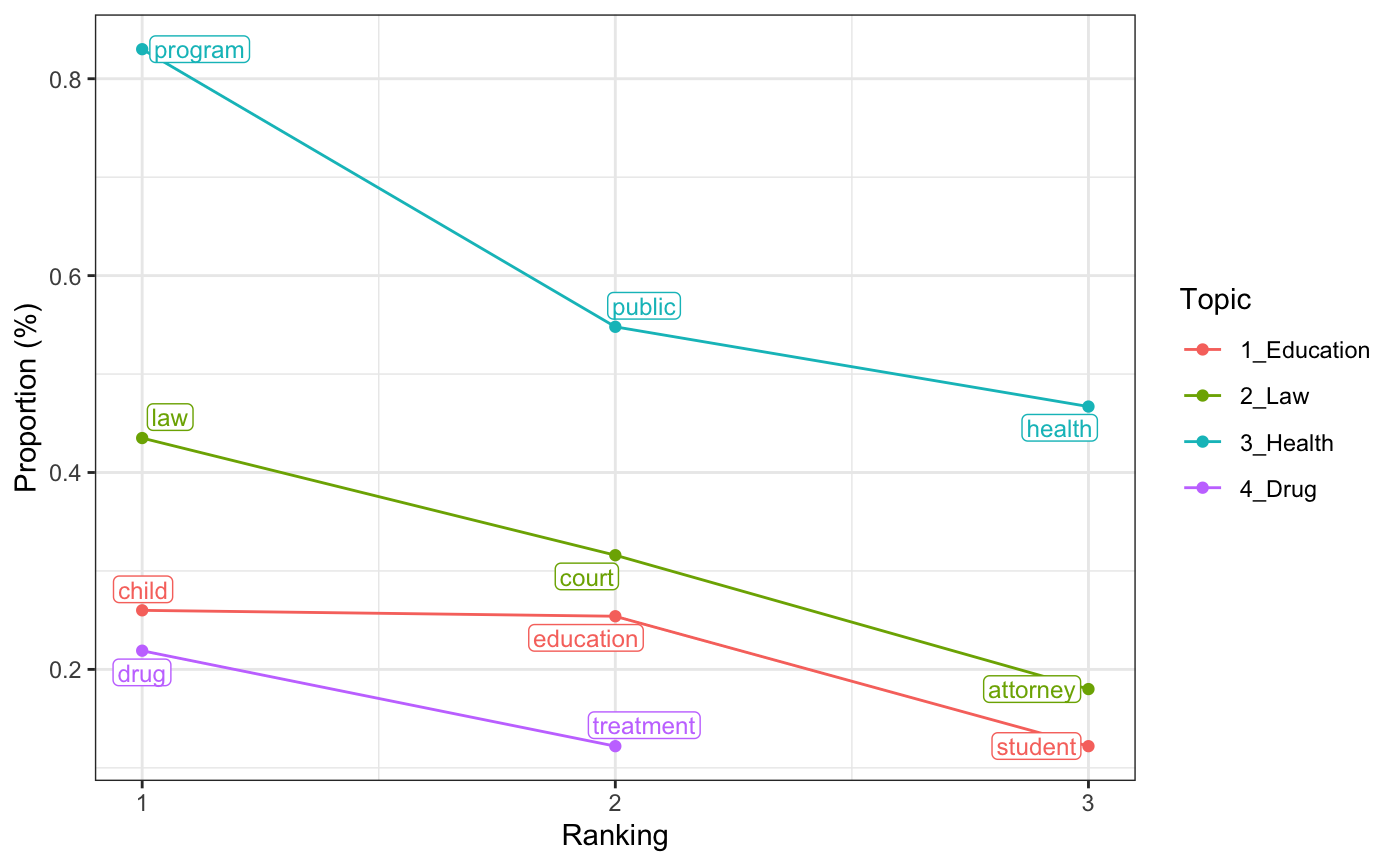 program
0.8
0.6
public
health
law
0.4
court
child
education
drug
0.2
attorney
treatment
student
1
2
3
Ranking
Proportion (%)
Topic
1_Education
2_Law
3_Health
4_Drug